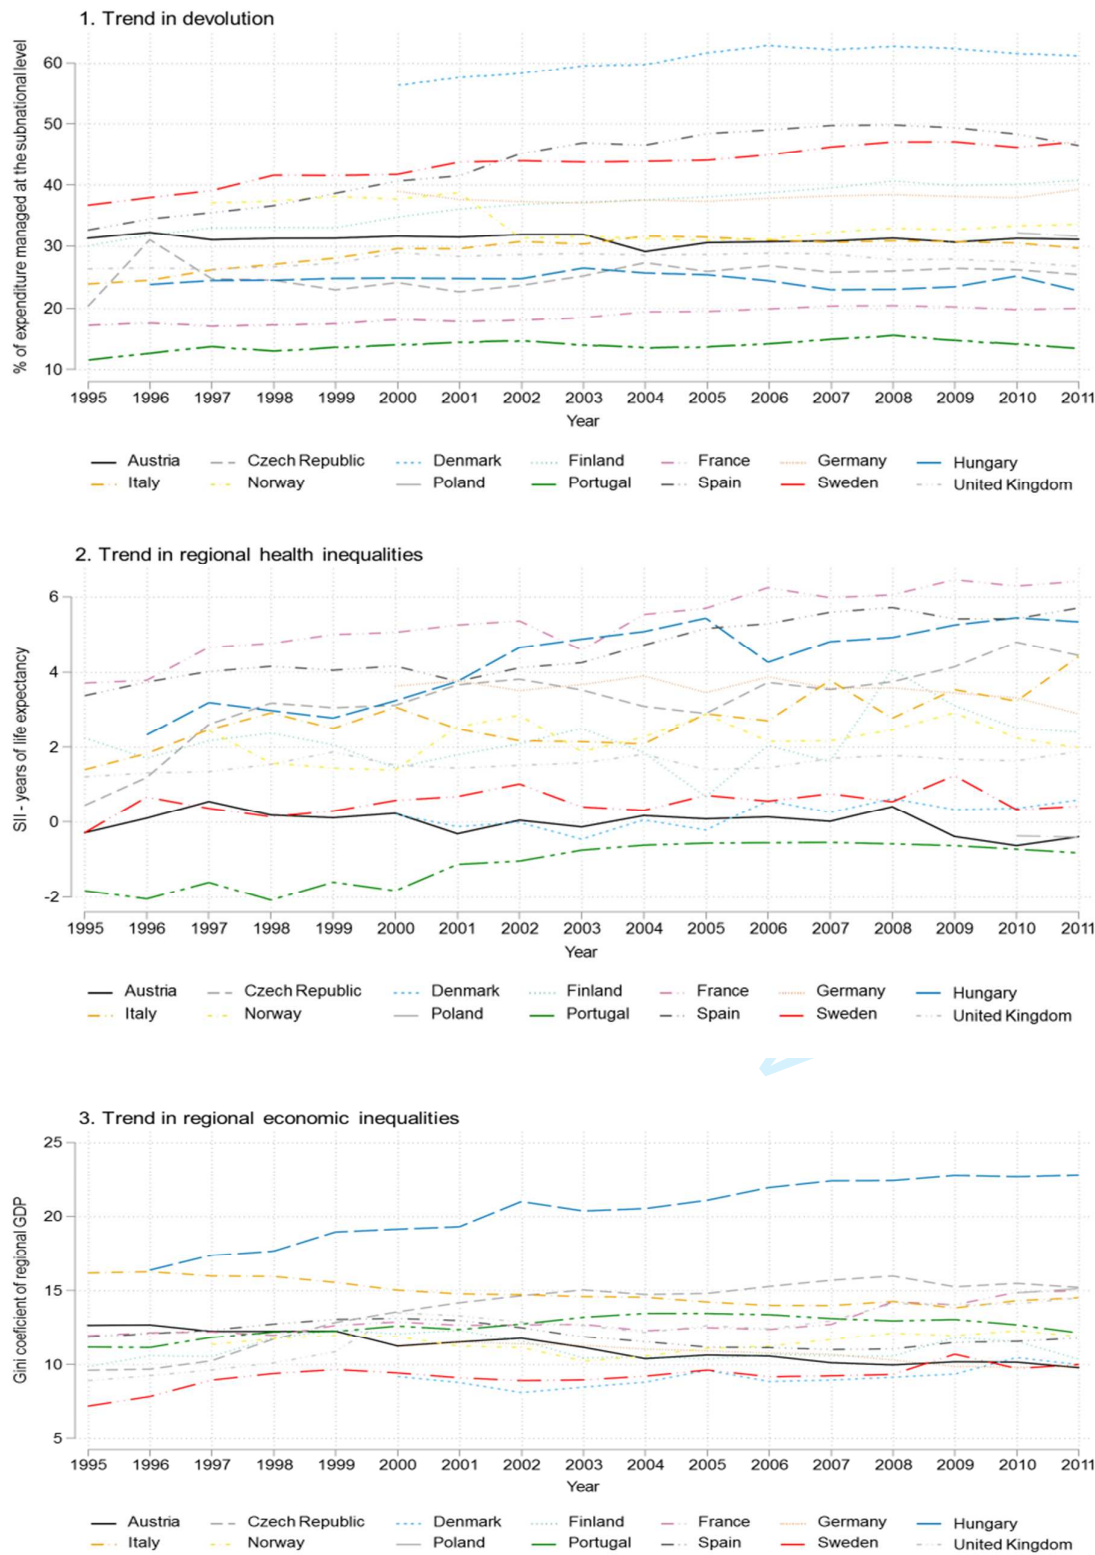 1. Trend in devolution
% of expenditure managed at the subnational level
60
50
40
30
20
10
1995 1996 1997 1998 1999 2000 2001 2002 2003 2004 2005 2006 2007 2008 2009 2010 2011
Year
Austria Czech Republic Denmark Finland France Germany Hungary
Italy Norway Poland Portugal Spain Sweden United Kingdom
2. Trend in regional health inequalities
SII - years of life expectancy
6
4
2
0
-2
1995 1996 1997 1998 1999 2000 2001 2002 2003 2004 2005 2006 2007 2008 2009 2010 2011
Year
Austria Czech Republic Denmark Finland France Germany Hungary
Italy Norway Poland Portugal Spain Sweden United Kingdom
3. Trend in regional economic inequalities
Gini coeficient of regional GDP
25
20
15
10
5
1995 1996 1997 1998 1999 2000 2001 2002 2003 2004 2005 2006 2007 2008 2009 2010 2011
Year
Austria Czech Republic Denmark Finland France Germany Hungary
Italy Norway Poland Portugal Spain Sweden United Kingdom